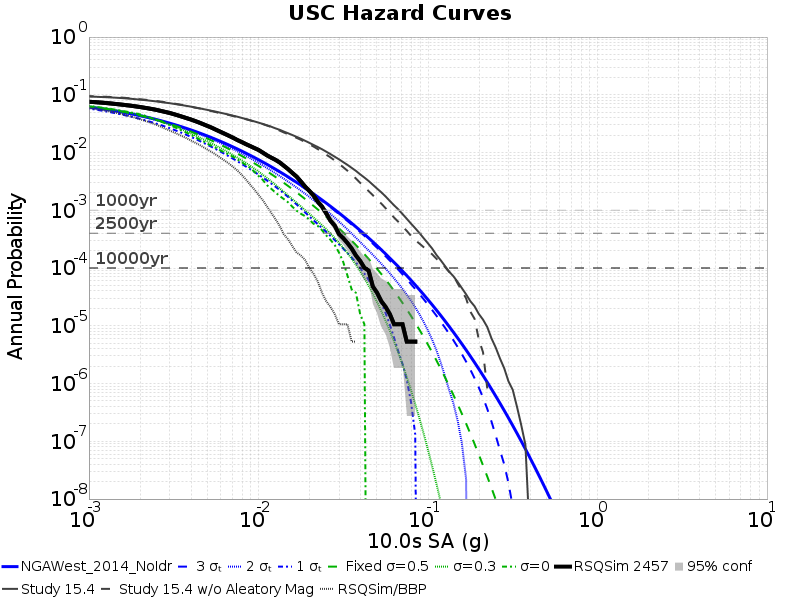 USC Hazard Curves
10⁰
10⁻¹
10⁻²
10⁻³
10⁻⁴
10⁻⁵
10⁻⁶
10⁻⁷
10⁻⁸
Annual Probability
1000yr
2500yr
10000yr
10⁻³ 10⁻² 10⁻¹ 10⁰ 10¹
10.0s SA (g)
NGAWest_2014_NoIdr 3 σₜ 2 σₜ 1 σₜ Fixed σ=0.5 σ=0.3 σ=0 RSQSim 2457 95% conf
Study 15.4 Study 15.4 w/o Aleatory Mag RSQSim/BBP